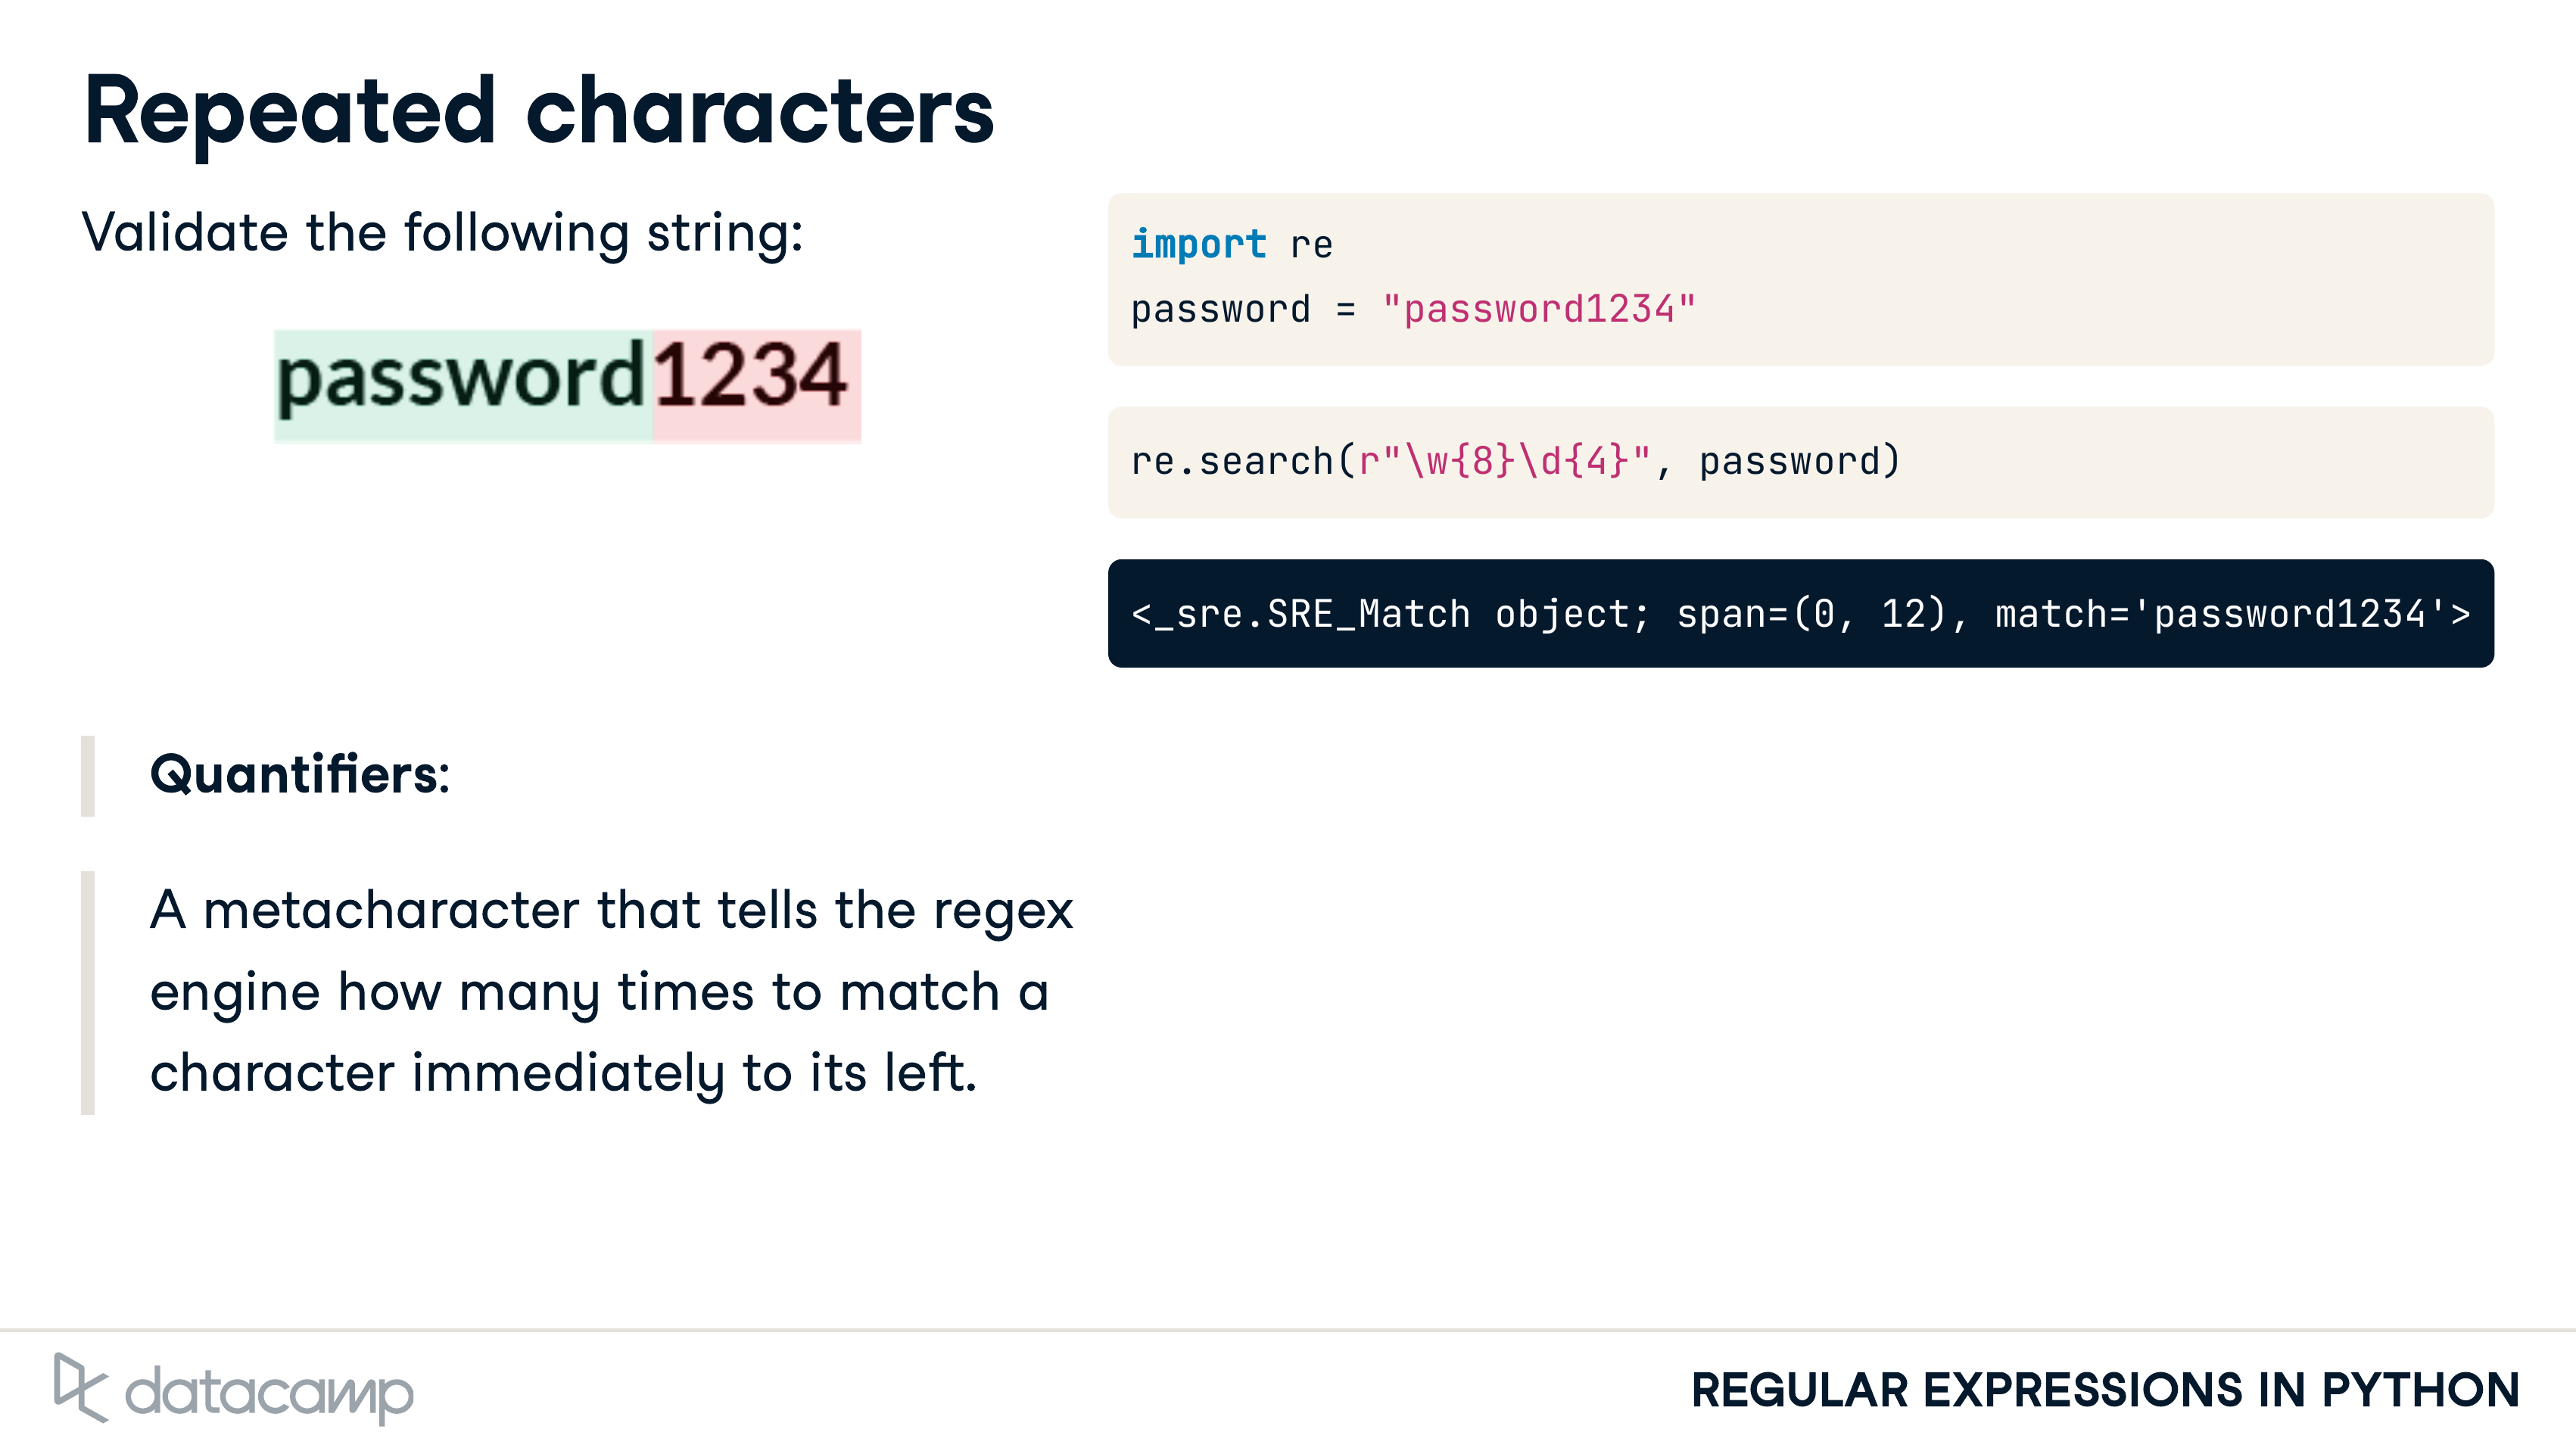 Repeated characters
Validate the following string:
password1234
Quantifiers:
A metacharacter that tells the regex
engine how many times to match a
character immediately to its left.
import re
password = "password1234"
re.search(r"\w{8}\d{4}", password)
<_sre.SRE_Match object; span=(0, 12), match='password1234'>
datacamp
REGULAR EXPRESSIONS IN PYTHON